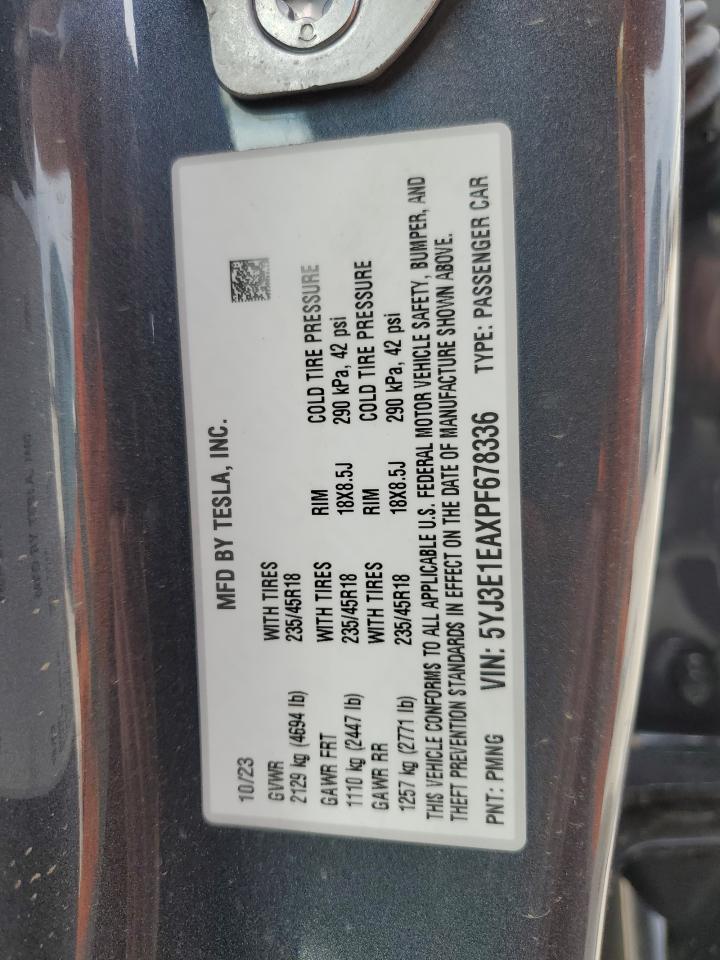 MFD BY TESLA, INC.
10/23
GVWR WITH TIRES
2129 kg (4694 lb) 235/45R18
GAWR FRT WITH TIRES RIM COLD TIRE PRESSURE
1110 kg (2447 lb) 235/45R18 18X8.5J 290 kPa, 42 psi
GAWR RR WITH TIRES RIM COLD TIRE PRESSURE
1257 kg (2771 lb) 235/45R18 18X8.5J 290 kPa, 42 psi
THIS VEHICLE CONFORMS TO ALL APPLICABLE U.S. FEDERAL MOTOR VEHICLE SAFETY, BUMPER, AND
THEFT PREVENTION STANDARDS IN EFFECT ON THE DATE OF MANUFACTURE SHOWN ABOVE.
PNT: PMNG VIN: 5YJ3E1EAXPF678336 TYPE: PASSENGER CAR